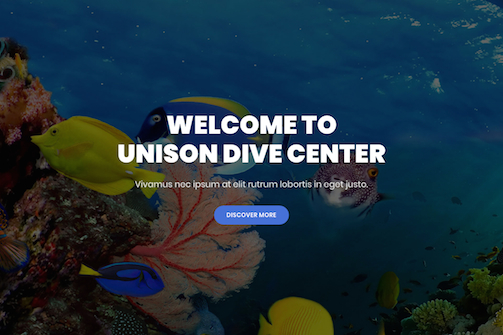 WELCOME TO
UNISON DIVE CENTER
Vivamus nec ipsum at elit rutrum lobortis in eget justo.
DISCOVER MORE